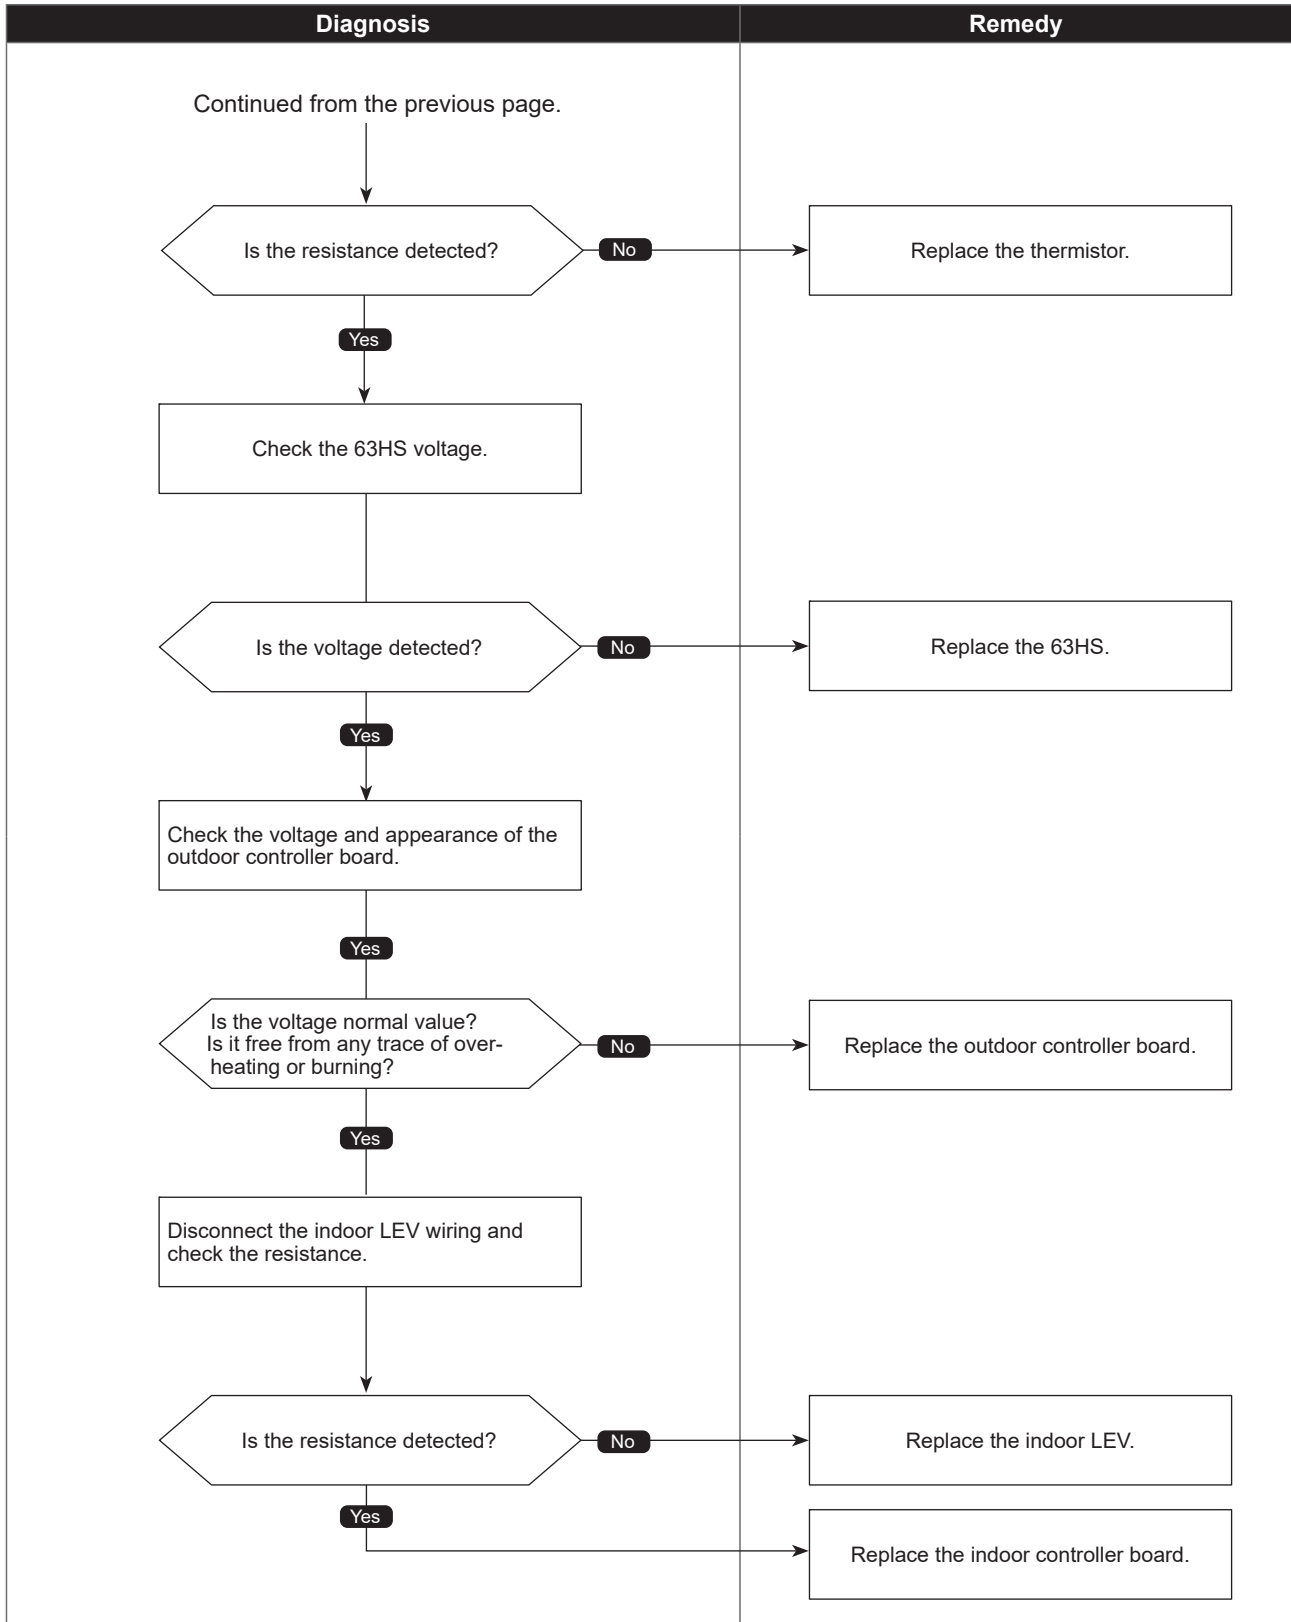 Diagnosis
Remedy
Continued from the previous page.
Is the resistance detected?
No
Replace the thermistor.
Yes
Check the 63HS voltage.
Is the voltage detected?
No
Replace the 63HS.
Yes
Check the voltage and appearance of the
outdoor controller board.
Yes
Is the voltage normal value?
Is it free from any trace of over-
heating or burning?
No
Replace the outdoor controller board.
Yes
Disconnect the indoor LEV wiring and
check the resistance.
Is the resistance detected?
No
Replace the indoor LEV.
Yes
Replace the indoor controller board.